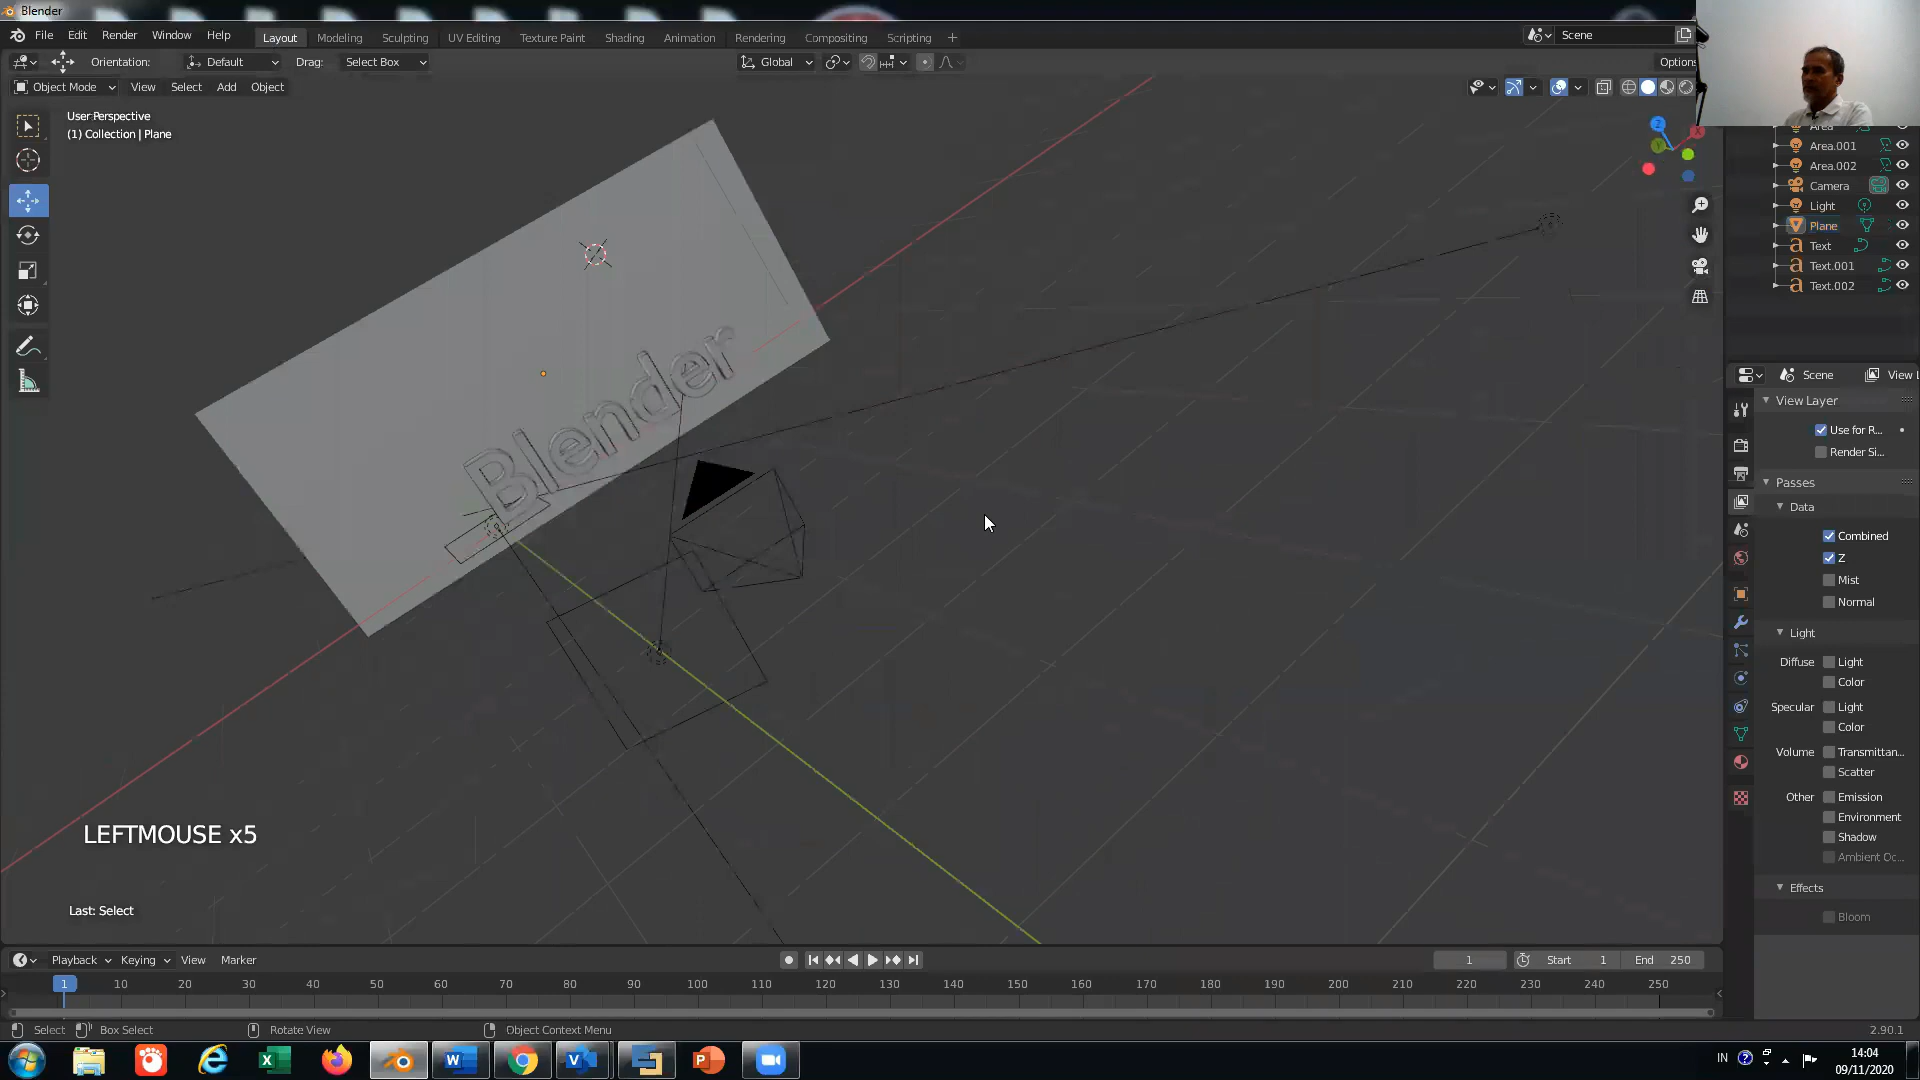 Blender
File Edit Render Window Help
Layout Modeling Sculpting UV Editing Texture Paint Shading Animation Rendering Compositing Scripting
Scene
Orientation: Default Drag: Select Box
Global
Options
Object Mode View Select Add Object
User Perspective
(1) Collection | Plane
Z
X
Y
Area
Area.001
Area.002
Camera
Light
Plane
Text
Text.001
Text.002
Blender
Scene View L
View Layer
Use for R...
Render Si...
Passes
Data
Combined
Z
Mist
Normal
Light
Diffuse Light
Color
Specular Light
Color
Volume Transmittan...
Scatter
Other Emission
Environment
Shadow
Ambient Oc...
Effects
Bloom
LEFTMOUSE x5
Last: Select
Playback Keying View Marker
1 Start 1 End 250
1 10 20 30 40 50 60 70 80 90 100 110 120 130 140 150 160 170 180 190 200 210 220 230 240 250
Select Box Select Rotate View Object Context Menu
2.90.1
IN
14:04
09/11/2020